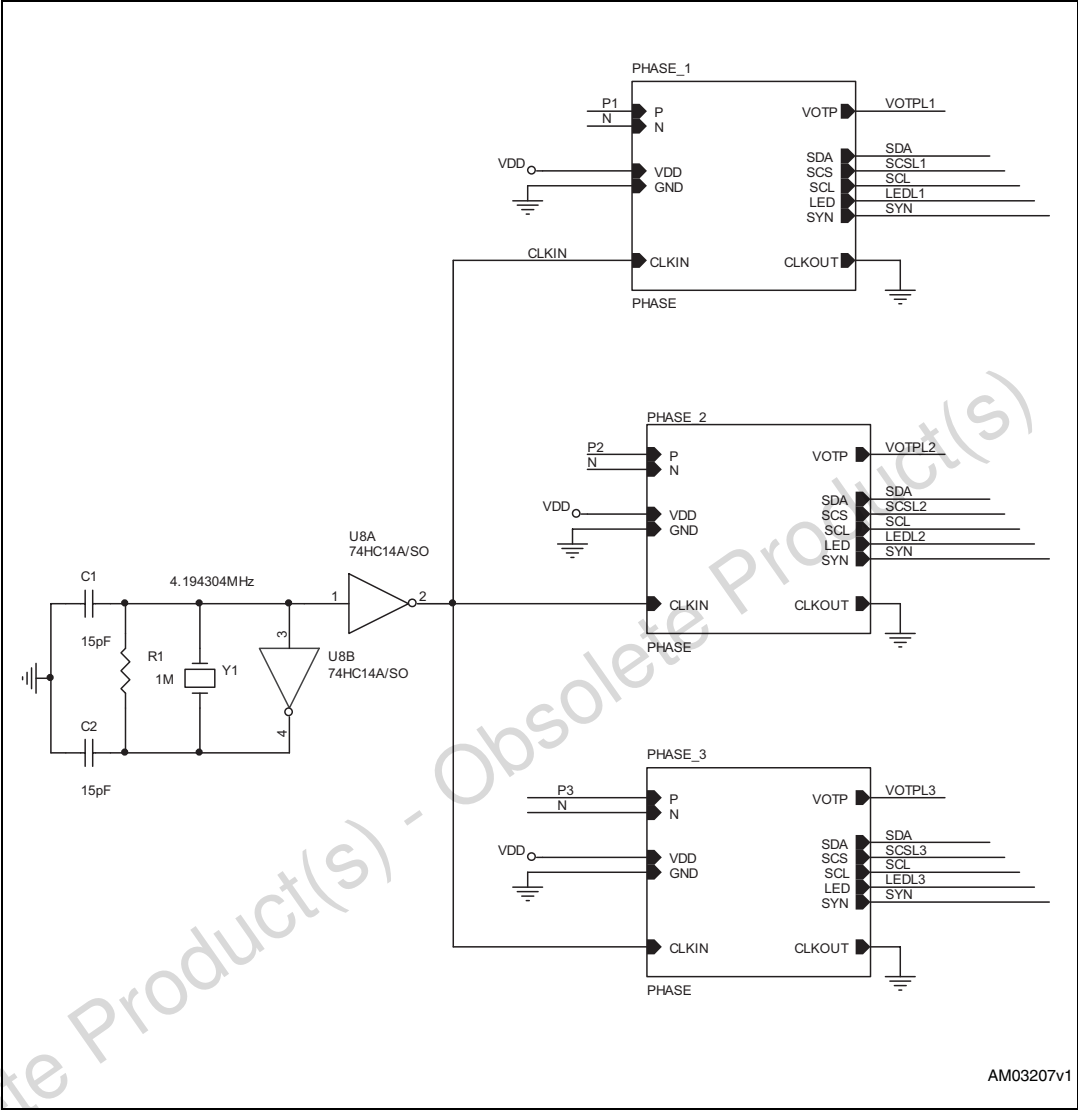 PHASE_1
P1 P VOTP VOTPL1
N N
SDA SDA
VDD VDD SCS SCSL1
GND SCL SCL
LED LEDL1
SYN SYN
CLKIN CLKIN CLKOUT
PHASE
PHASE_2
P2 P VOTP VOTPL2
N N
SDA SDA
VDD VDD SCS SCSL2
GND SCL SCL
LED LEDL2
SYN SYN
U8A
74HC14A/SO
C1 4.194304MHz
1 2 CLKIN CLKOUT
15pF 3
R1 U8B PHASE
1M Y1 74HC14A/SO
C2 4
15pF
PHASE_3
P3 P VOTP VOTPL3
N N
SDA SDA
VDD VDD SCS SCSL3
GND SCL SCL
LED LEDL3
SYN SYN
CLKIN CLKOUT
PHASE
AM03207v1
te Product(s) - Obsolete Product(s)